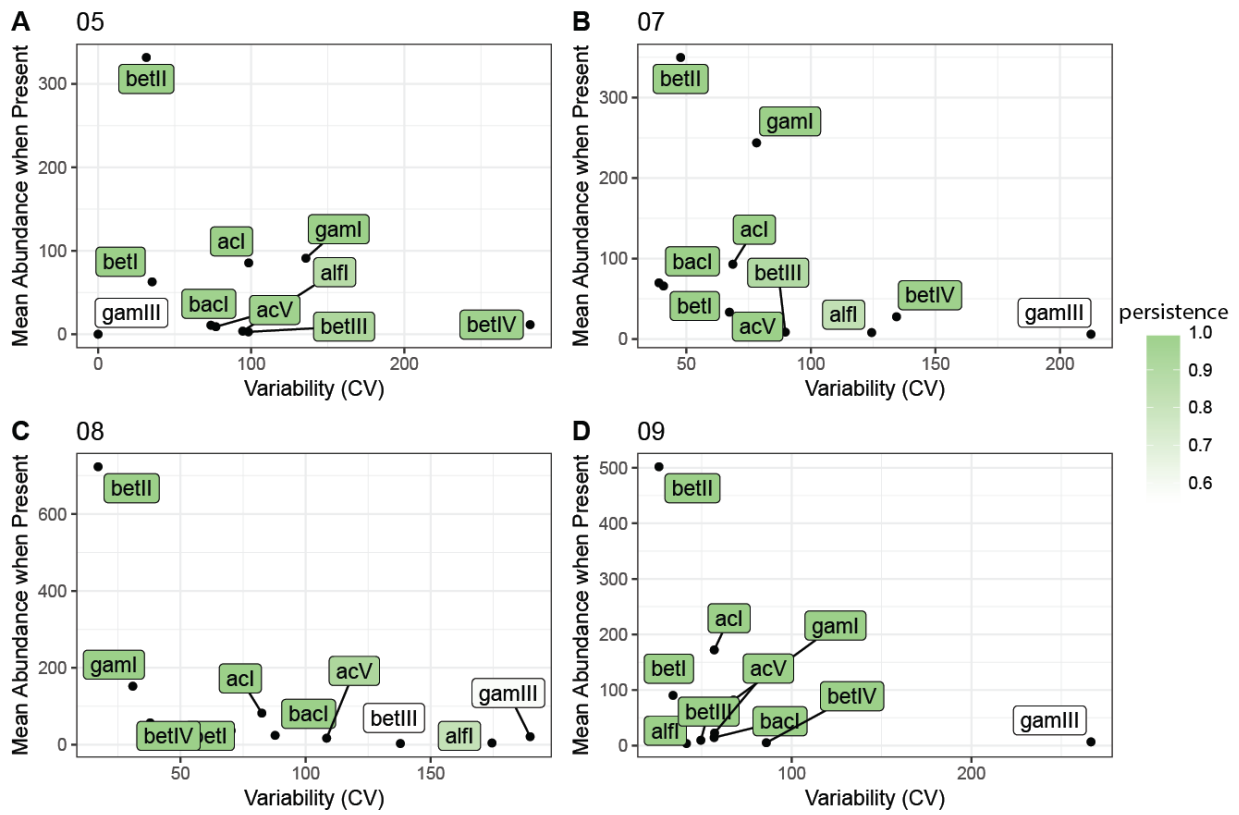 A 05
Mean Abundance when Present
300
200
100
0
betII
acI
gamI
betI
alfI
gamIII
bacI
acV
betIII
betIV
0
100
200
Variability (CV)
B 07
Mean Abundance when Present
300
200
100
0
betII
gamI
acI
bacI
betIII
betI
acV
alfI
betIV
gamIII
50
100
150
200
Variability (CV)
persistence
1.0
0.9
0.8
0.7
0.6
C 08
Mean Abundance when Present
600
400
200
0
betII
gamI
acI
acV
gamIII
bacI
betIII
betIV
betI
alfI
50
100
150
Variability (CV)
D 09
Mean Abundance when Present
500
400
300
200
100
0
betII
acI
gamI
betI
acV
betIV
betIII
alfI
bacI
gamIII
100
200
Variability (CV)